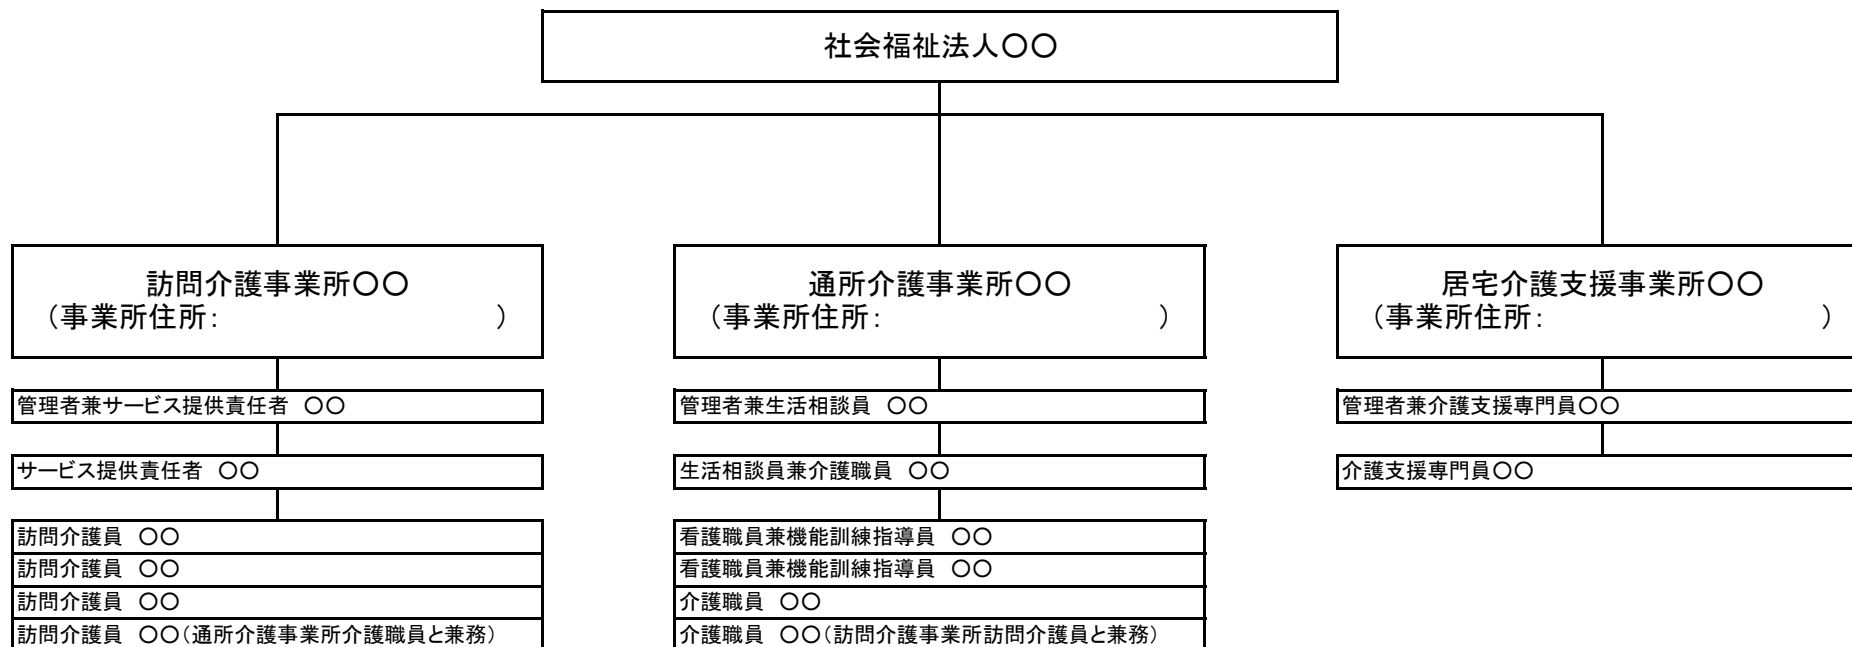 社会福祉法人〇〇
訪問介護事業所〇〇
（事業所住所：　　　　　　　　　）
管理者兼サービス提供責任者　〇〇
サービス提供責任者　〇〇
訪問介護員　〇〇
訪問介護員　〇〇
訪問介護員　〇〇
訪問介護員　〇〇（通所介護事業所介護職員と兼務）
通所介護事業所〇〇
（事業所住所：　　　　　　　　　）
管理者兼生活相談員　〇〇
生活相談員兼介護職員　〇〇
看護職員兼機能訓練指導員　〇〇
看護職員兼機能訓練指導員　〇〇
介護職員　〇〇
介護職員　〇〇（訪問介護事業所訪問介護員と兼務）
居宅介護支援事業所〇〇
（事業所住所：　　　　　　　　　）
管理者兼介護支援専門員〇〇
介護支援専門員〇〇